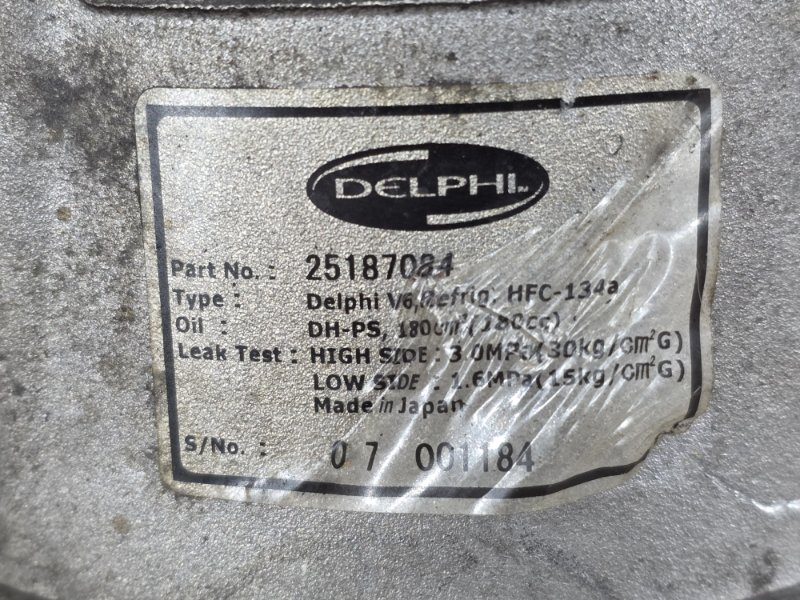 DELPHI
Part No. : 25187084
Type : Delphi V6, Refrig. HFC-134a
Oil : DH-PS, 180cm³(180cc)
Leak Test : HIGH SIDE : 3.0MPa(30kg/cm²G)
LOW SIDE : 1.6MPa(15kg/cm²G)
Made in Japan
S/No. : 07 001184